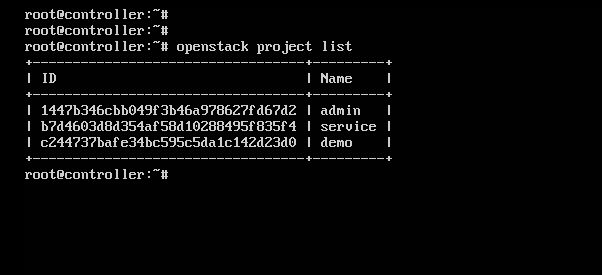 root@controller:~#
root@controller:~#
root@controller:~# openstack project list
+----------------------------------+---------+
| ID                               | Name    |
+----------------------------------+---------+
| 1447b346cbb049f3b46a978627fd67d2 | admin   |
| b7d4603d8d354af58d10288495f835f4 | service |
| c244737bafe34bc595c5da1c142d23d0 | demo    |
+----------------------------------+---------+
root@controller:~#